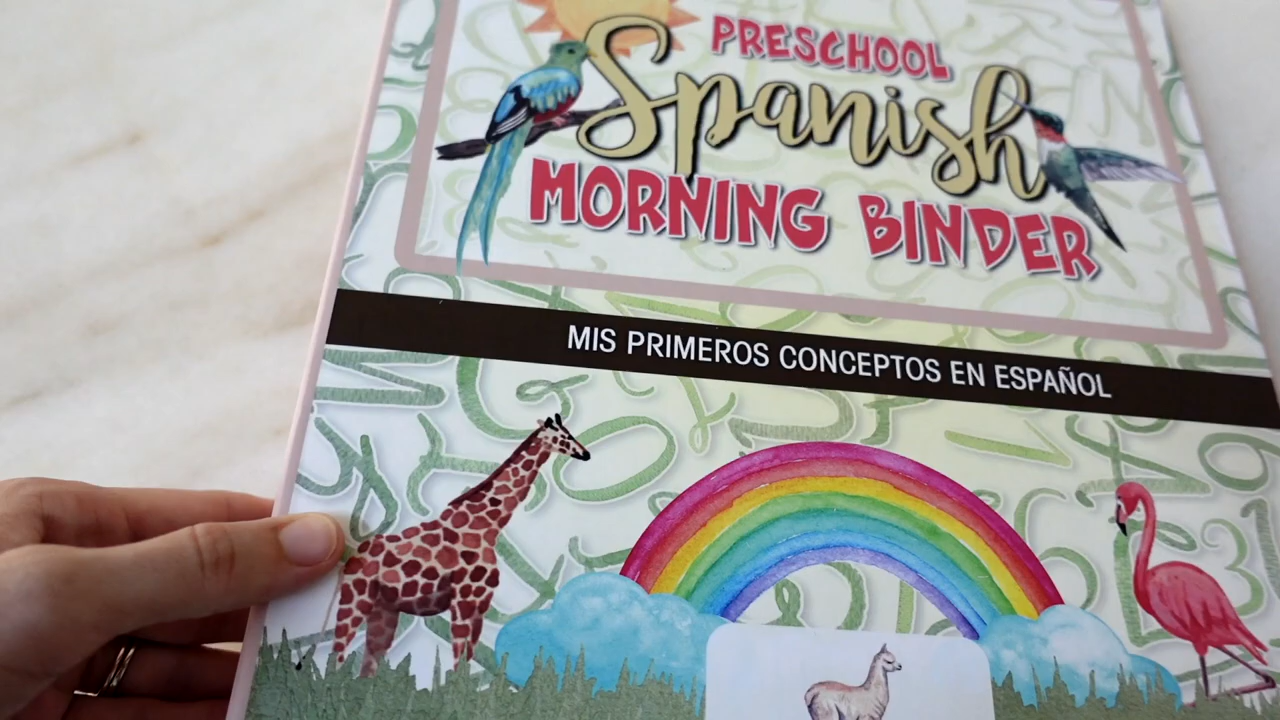 PRESCHOOL
Spanish
MORNING BINDER
MIS PRIMEROS CONCEPTOS EN ESPAÑOL